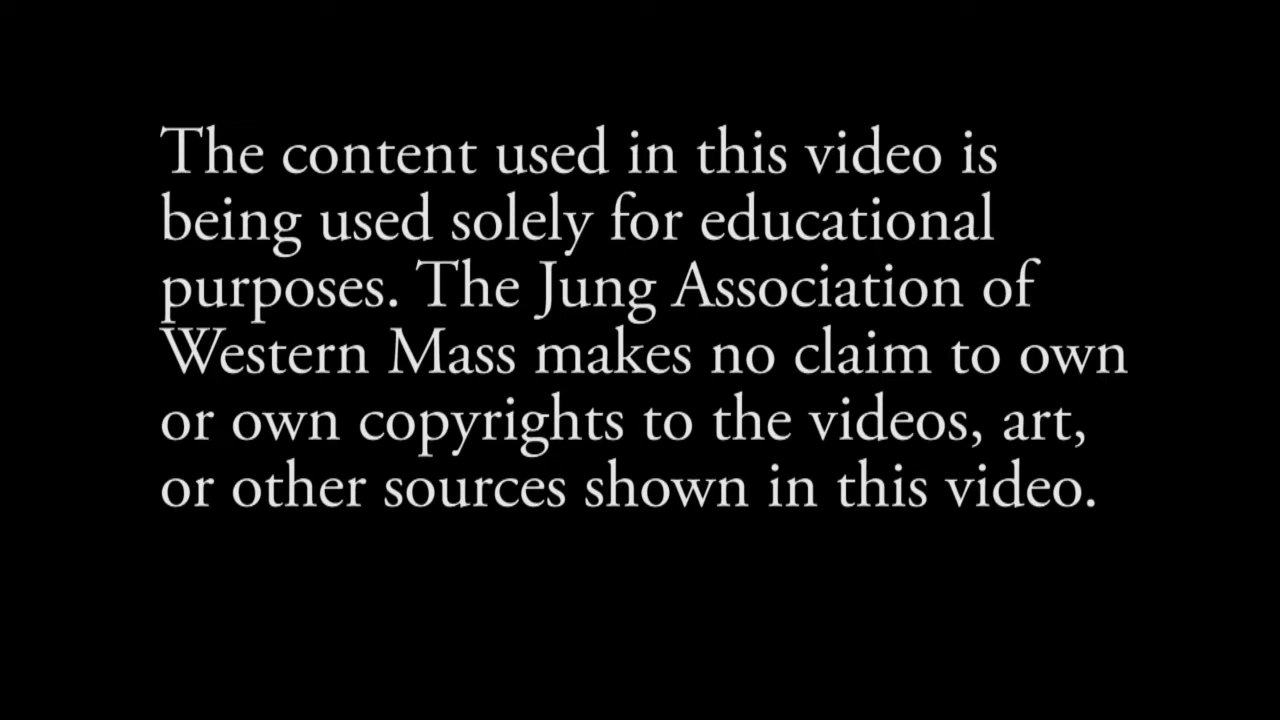 The content used in this video is
being used solely for educational
purposes. The Jung Association of
Western Mass makes no claim to own
or own copyrights to the videos, art,
or other sources shown in this video.